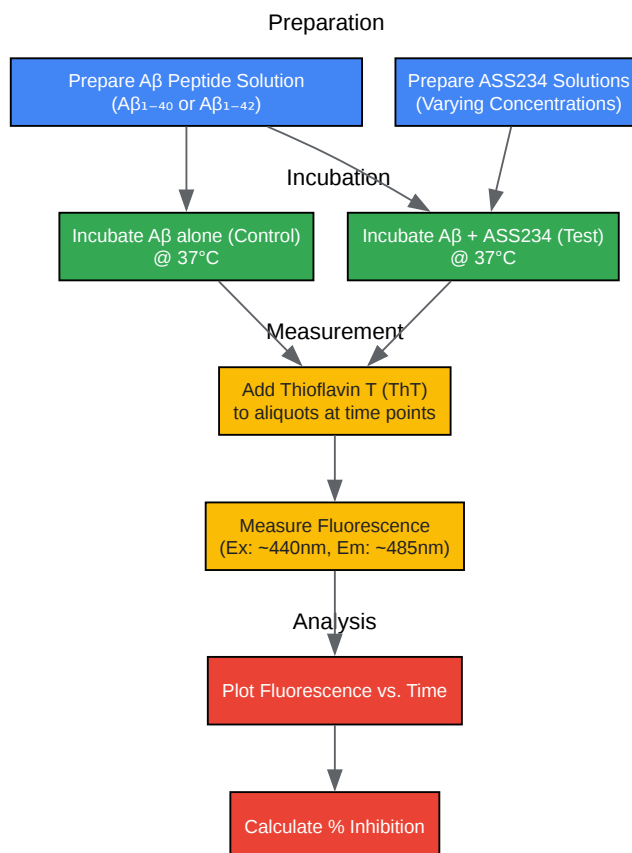 Preparation
Prepare Aβ Peptide Solution
(Aβ₁₋₄₀ or Aβ₁₋₄₂)
Prepare ASS234 Solutions
(Varying Concentrations)
Incubation
Incubate Aβ alone (Control)
@ 37°C
Incubate Aβ + ASS234 (Test)
@ 37°C
Measurement
Add Thioflavin T (ThT)
to aliquots at time points
Measure Fluorescence
(Ex: ~440nm, Em: ~485nm)
Analysis
Plot Fluorescence vs. Time
Calculate % Inhibition